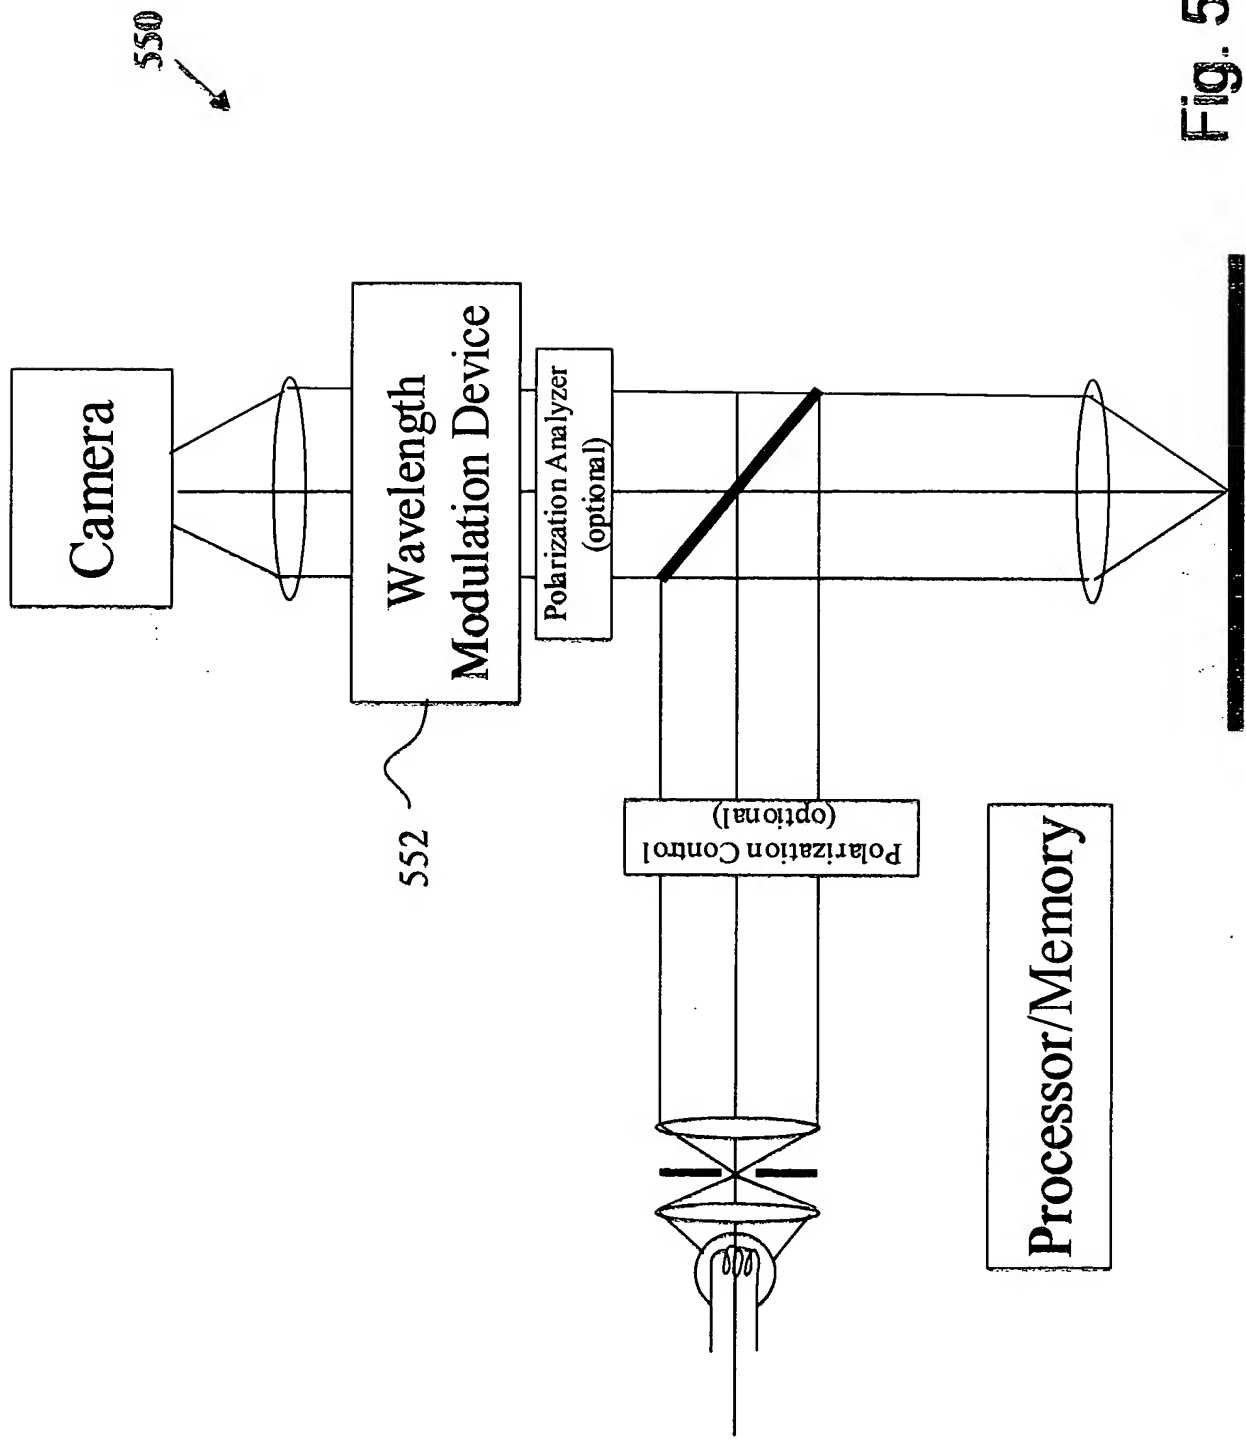 550
Camera
Wavelength
Modulation Device
552
Polarization Analyzer
(optional)
Polarization Control
(optional)
Processor/Memory
Fig. 5